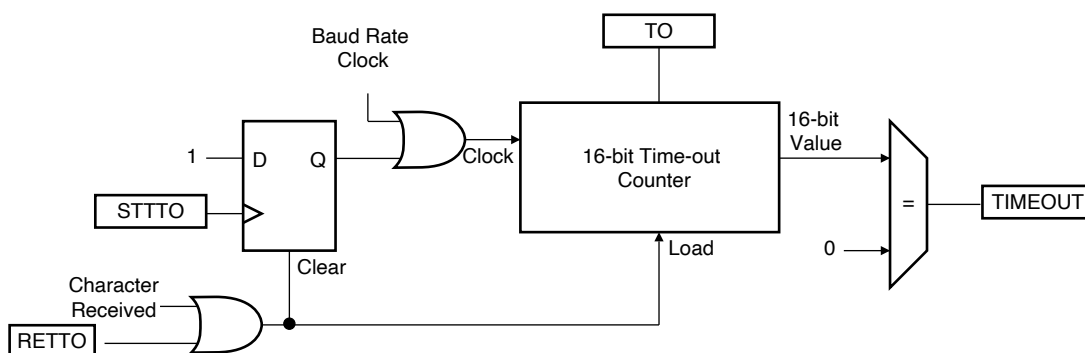 TO
Baud Rate
Clock
16-bit
Value
1
D
Q
Clock
16-bit Time-out
Counter
STTTO
=
TIMEOUT
0
Load
Clear
Character
Received
RETTO